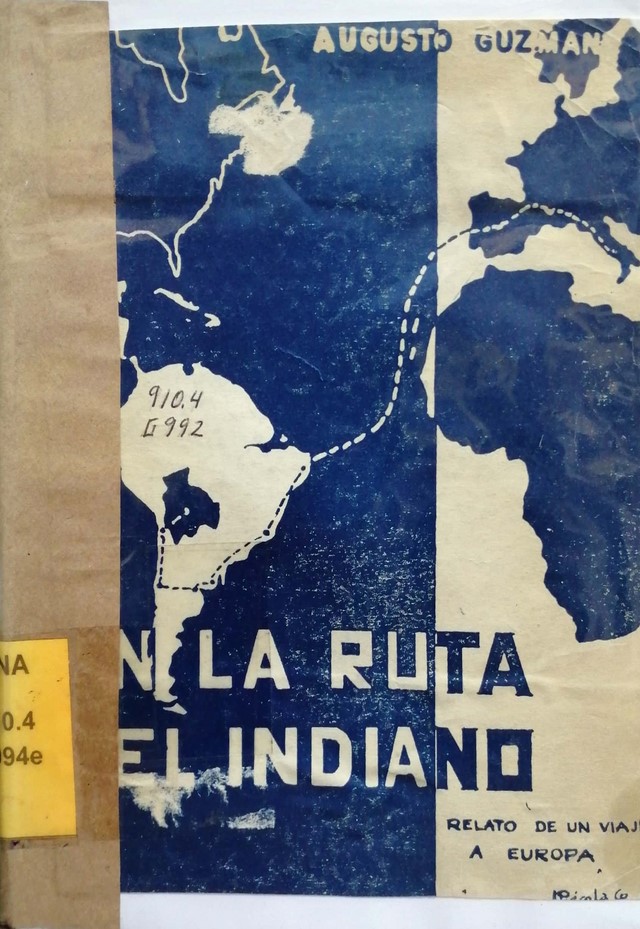 AUGUSTO GUZMAN
910.4
G992
N LA RUTA
EL INDIANO
NA
0.4
94e
RELATO DE UN VIAJ
A EUROPA